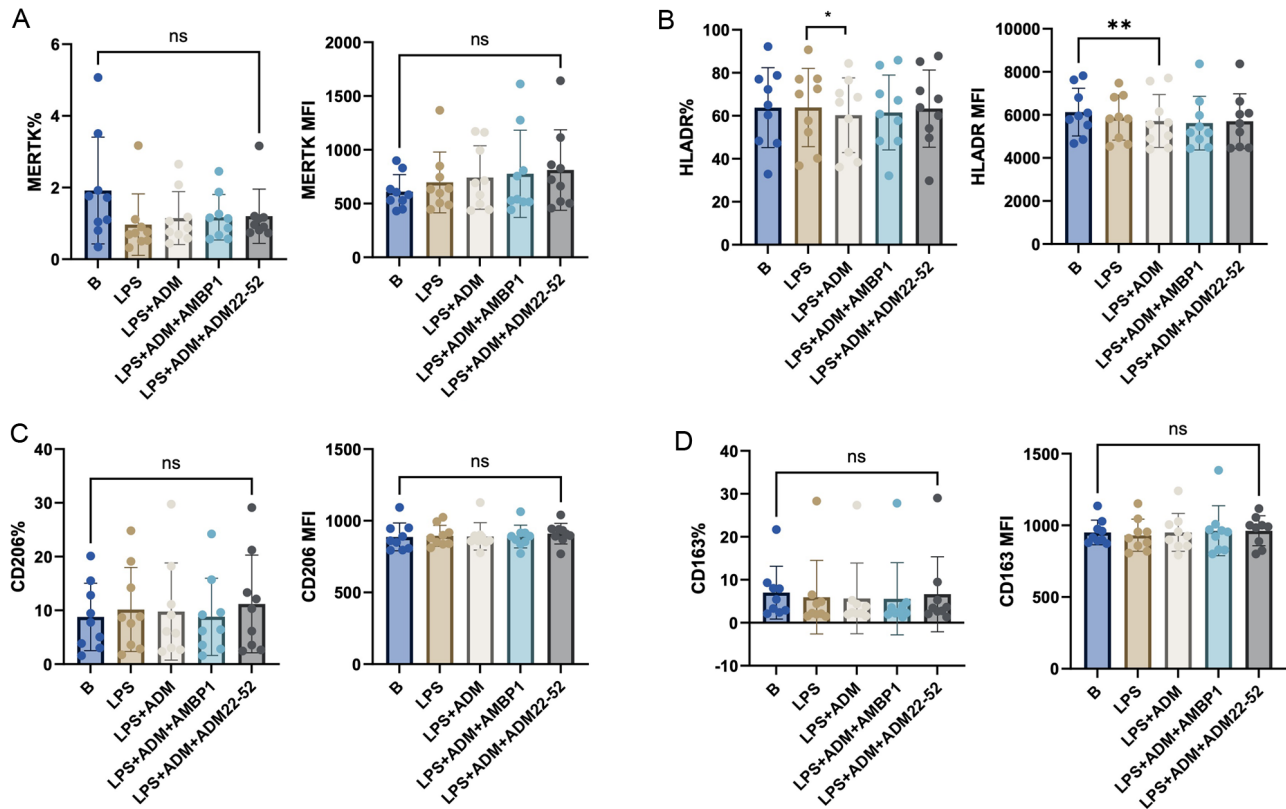 A
MERTK%
6
4
2
0
ns
B
LPS
LPS+ADM
LPS+ADM+AMBP1
LPS+ADM+ADM22-52
MERTK MFI
2000
1500
1000
500
0
ns
B
LPS
LPS+ADM
LPS+ADM+AMBP1
LPS+ADM+ADM22-52
B
HLADR%
100
80
60
40
20
0
*
B
LPS
LPS+ADM
LPS+ADM+AMBP1
LPS+ADM+ADM22-52
HLADR MFI
10000
8000
6000
4000
2000
0
**
B
LPS
LPS+ADM
LPS+ADM+AMBP1
LPS+ADM+ADM22-52
C
CD206%
40
30
20
10
0
ns
B
LPS
LPS+ADM
LPS+ADM+AMBP1
LPS+ADM+ADM22-52
CD206 MFI
1500
1000
500
0
ns
B
LPS
LPS+ADM
LPS+ADM+AMBP1
LPS+ADM+ADM22-52
D
CD163%
40
30
20
10
0
-10
ns
B
LPS
LPS+ADM
LPS+ADM+AMBP1
LPS+ADM+ADM22-52
CD163 MFI
1500
1000
500
0
ns
B
LPS
LPS+ADM
LPS+ADM+AMBP1
LPS+ADM+ADM22-52